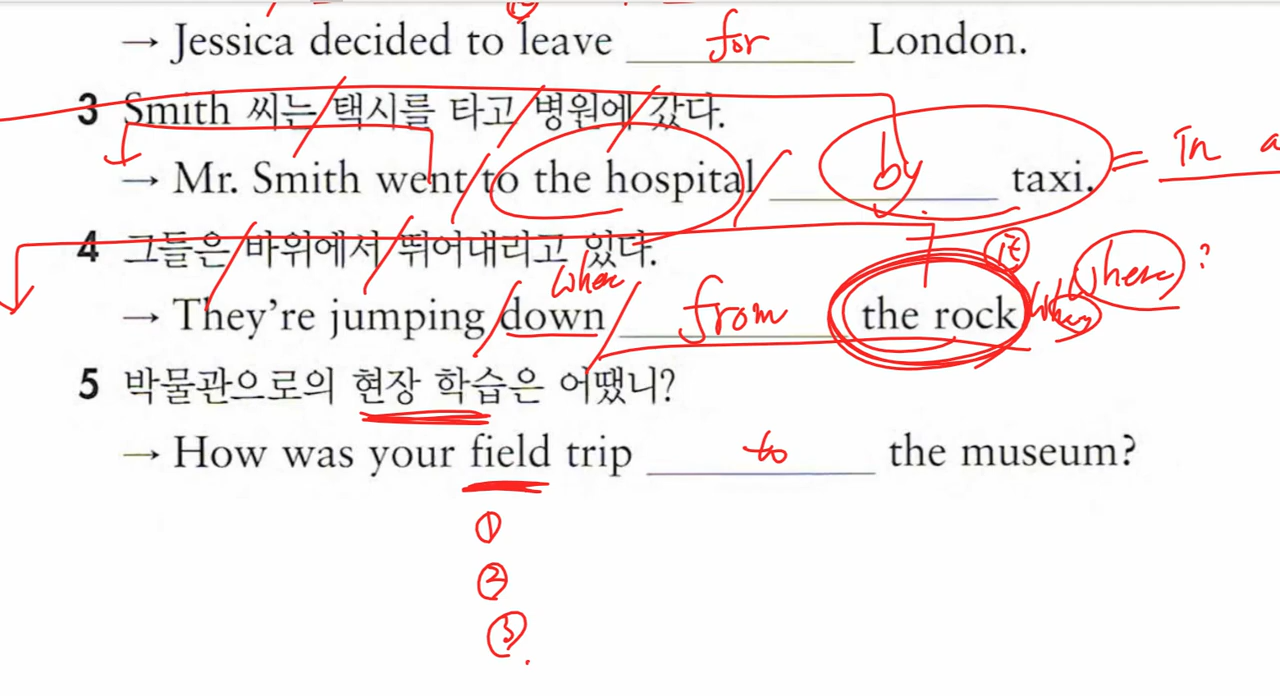 → Jessica decided to leave for London.
3 Smith 씨는 택시를 타고 병원에 갔다.
→ Mr. Smith went to the hospital by taxi. = In a
4 그들은 바위에서 뛰어내리고 있다.
where it where?
→ They're jumping down from the rock
5 박물관으로의 현장 학습은 어땠니?
→ How was your field trip to the museum?
①
②
③.